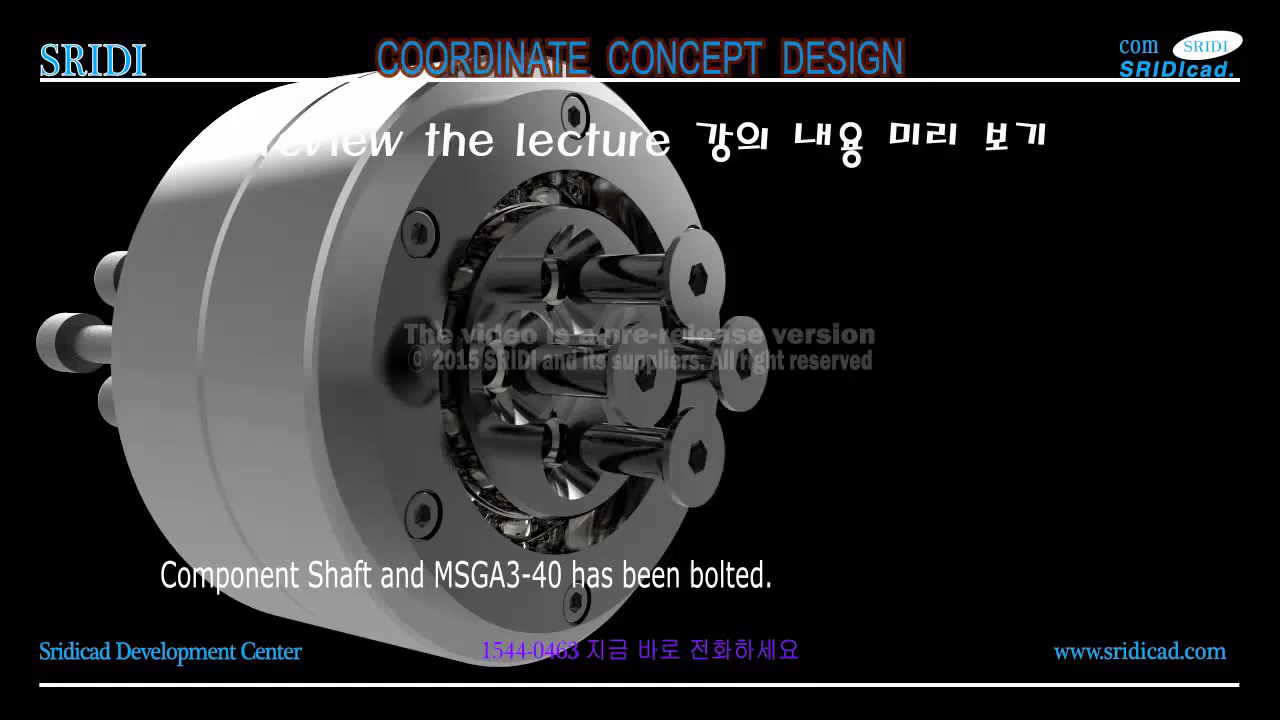 SRIDI
COORDINATE CONCEPT DESIGN
com SRIDI
SRIDIcad.
the lecture 강의 내용 미리 보기
The video is a pre-release version
© 2015 SRIDI and its suppliers. All right reserved
Component Shaft and MSGA3-40 has been bolted.
Sridicad Development Center
1544-0463 지금 바로 전화하세요
www.sridicad.com